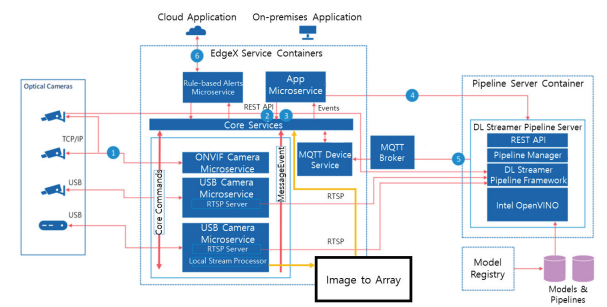 Cloud Application
On-premises Application
6
EdgeX Service Containers
Rule-based Alerts
Microservice
App
Microservice
REST API
2
3
Events
4
Core Services
Optical Cameras
TCP/IP
1
USB
USB
Core Commands
MessageEvent
ONVIF Camera
Microservice
USB Camera
Microservice
RTSP Server
USB Camera
Microservice
RTSP Server
Local Stream Processor
MQTT Device
Service
MQTT
Broker
5
RTSP
RTSP
Image to Array
Pipeline Server Container
DL Streamer Pipeline Server
REST API
Pipeline Manager
DL Streamer
Pipeline Framework
Intel OpenVINO
Model
Registry
Models &
Pipelines